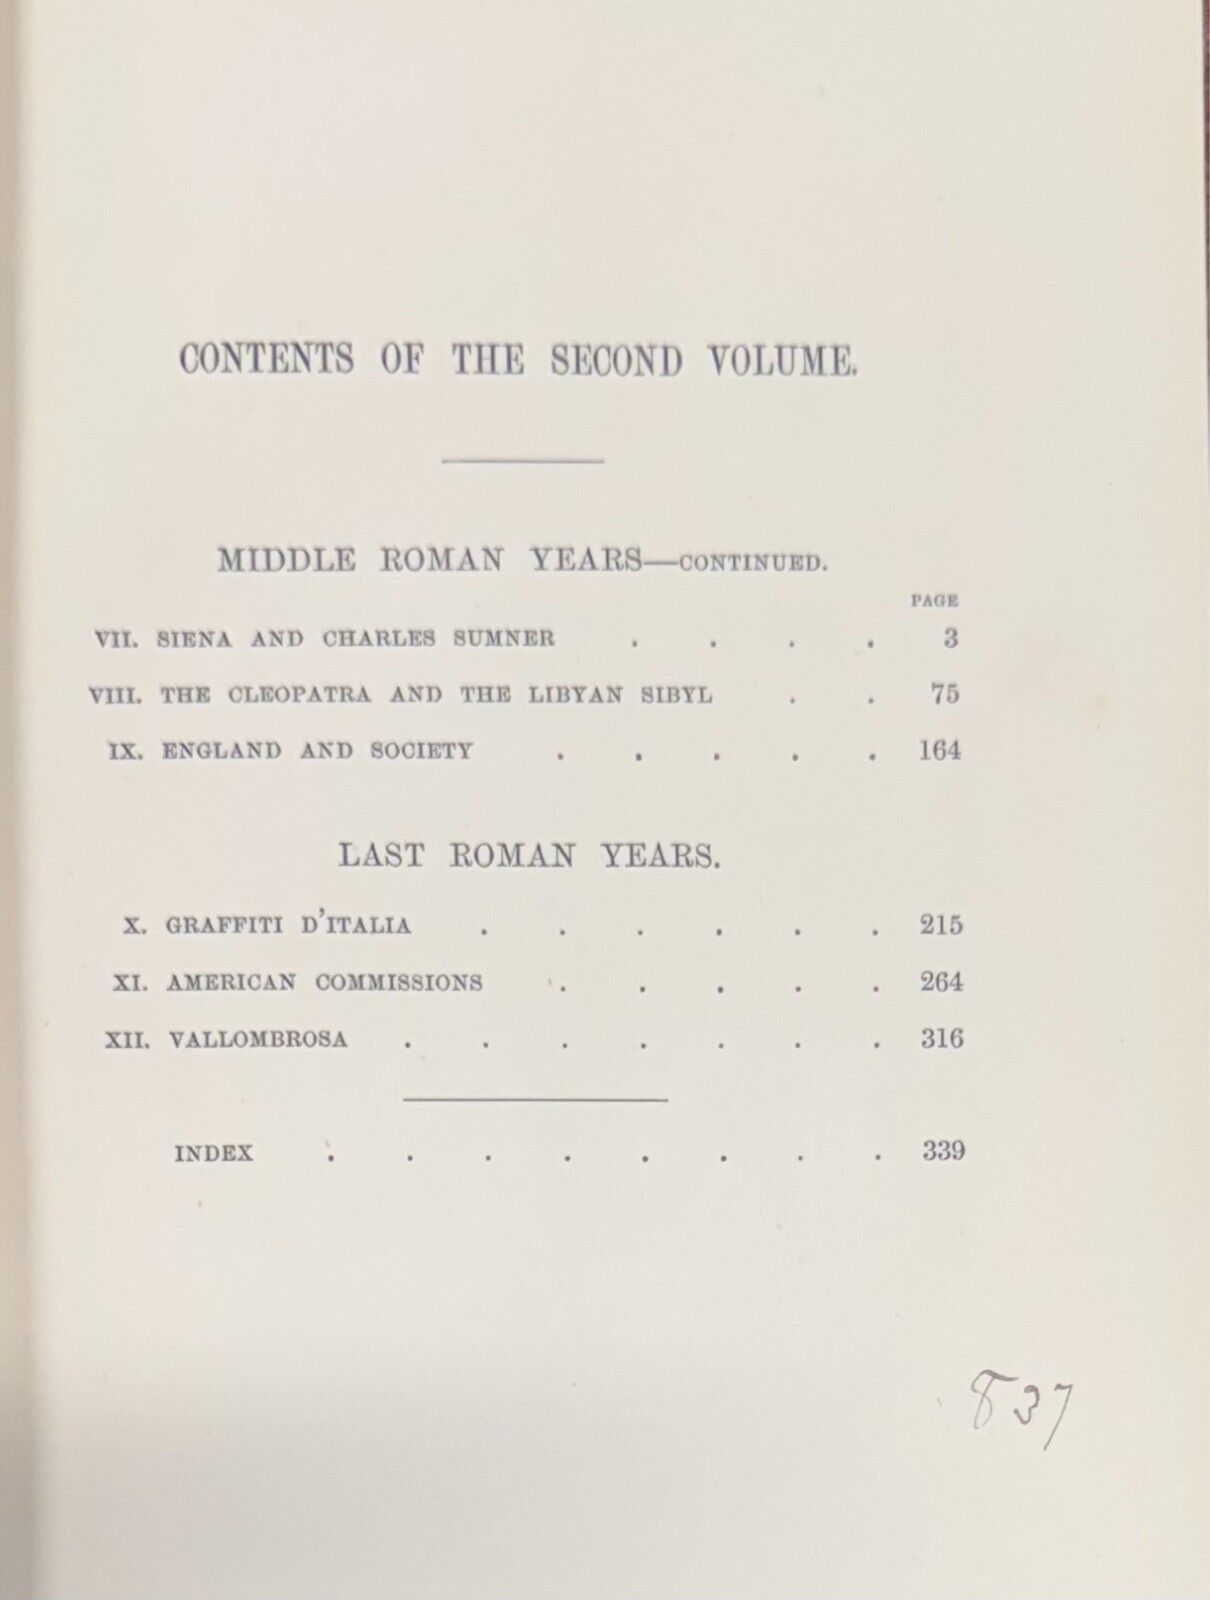 CONTENTS OF THE SECOND VOLUME.
MIDDLE ROMAN YEARS—CONTINUED.
PAGE
VII. SIENA AND CHARLES SUMNER . . . . 3
VIII. THE CLEOPATRA AND THE LIBYAN SIBYL . . 75
IX. ENGLAND AND SOCIETY . . . . . 164
LAST ROMAN YEARS.
X. GRAFFITI D'ITALIA . . . . . . 215
XI. AMERICAN COMMISSIONS . . . . . 264
XII. VALLOMBROSA . . . . . . . 316
INDEX . . . . . . . . 339
837